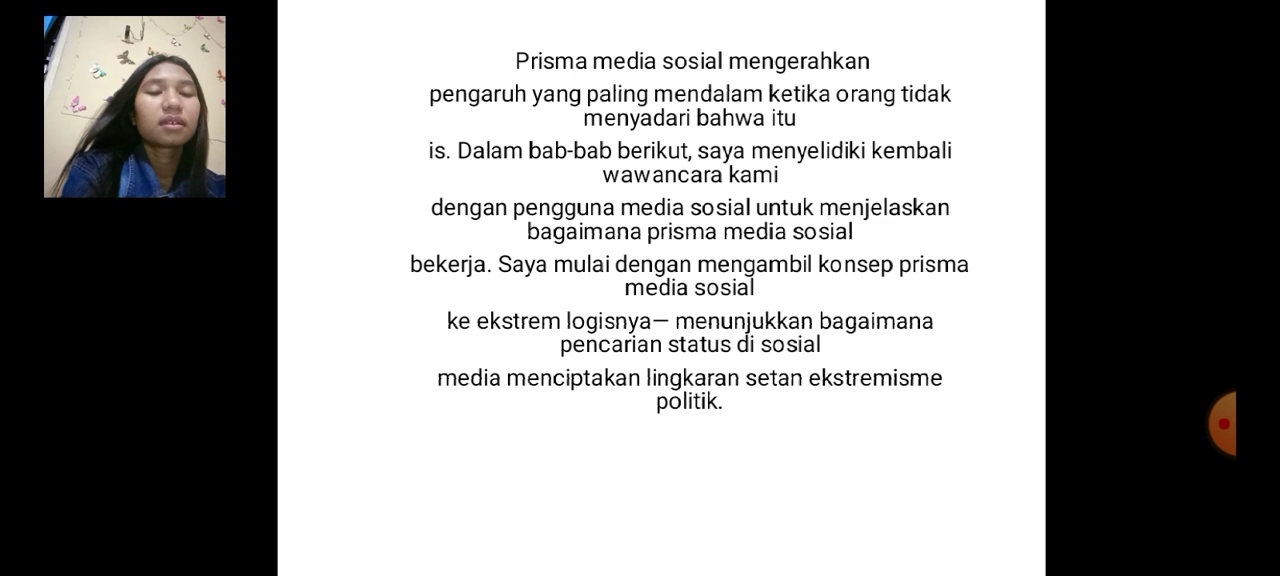 Prisma media sosial mengerahkan
pengaruh yang paling mendalam ketika orang tidak
menyadari bahwa itu
is. Dalam bab-bab berikut, saya menyelidiki kembali
wawancara kami
dengan pengguna media sosial untuk menjelaskan
bagaimana prisma media sosial
bekerja. Saya mulai dengan mengambil konsep prisma
media sosial
ke ekstrem logisnya— menunjukkan bagaimana
pencarian status di sosial
media menciptakan lingkaran setan ekstremisme
politik.